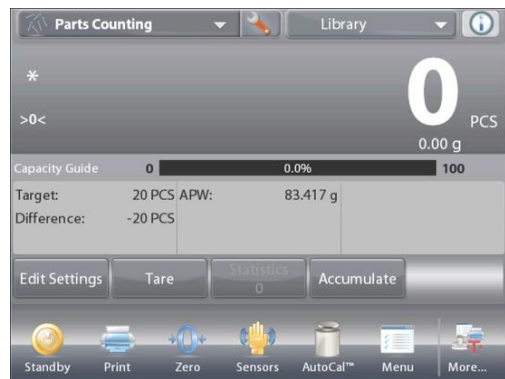 Parts Counting
Library
*
0
>0<
PCS
0.00 g
Capacity Guide 0 0.0% 100
Target: 20 PCS APW: 83.417 g
Difference: -20 PCS
Edit Settings Tare Statistics Accumulate
0
Standby Print Zero Sensors AutoCal™ Menu More...